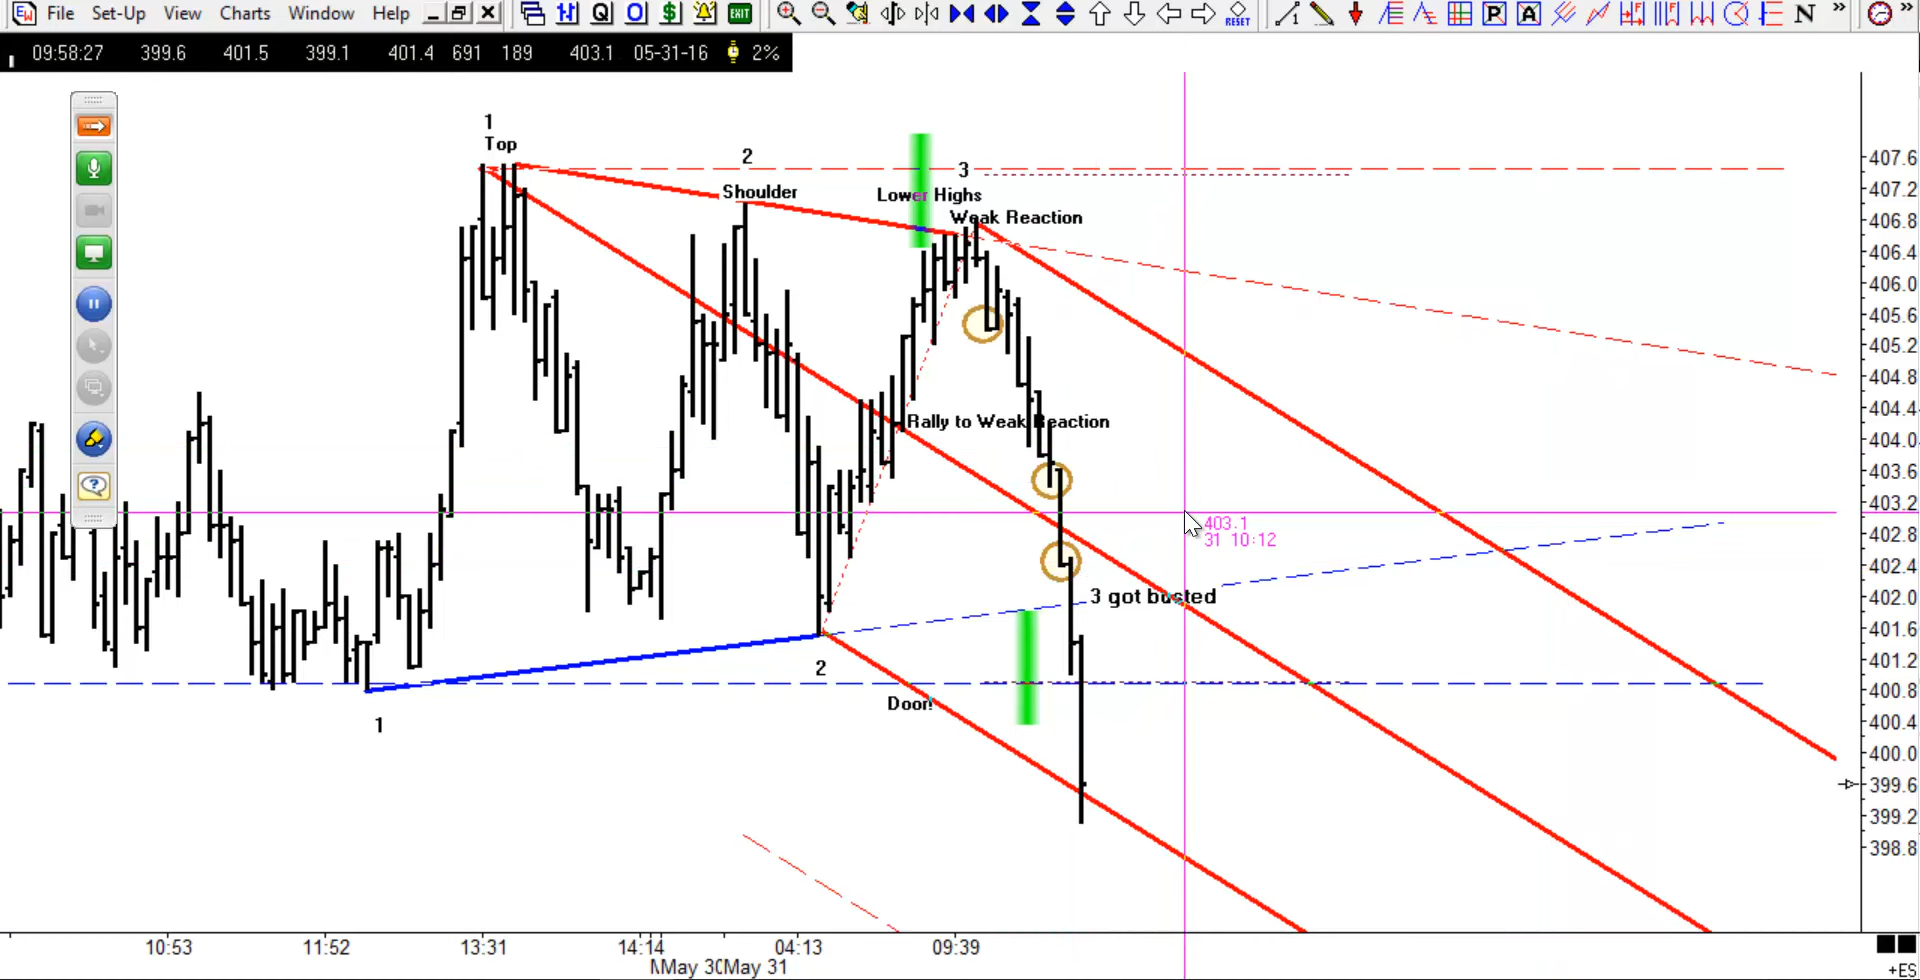 File Set-Up View Charts Window Help
EXIT RESET P A N
09:58:27 399.6 401.5 399.1 401.4 691 189 403.1 05-31-16 2%
1
Top
2
Shoulder
3
Lower Highs
Weak Reaction
Rally to Weak Reaction
403.1
31 10:12
3 got busted
2
Door!
1
407.6
407.2
406.8
406.4
406.0
405.6
405.2
404.8
404.4
404.0
403.6
403.2
402.8
402.4
402.0
401.6
401.2
400.8
400.4
400.0
399.6
399.2
398.8
10:53 11:52 13:31 14:14 04:13 09:39
May 31
+ES